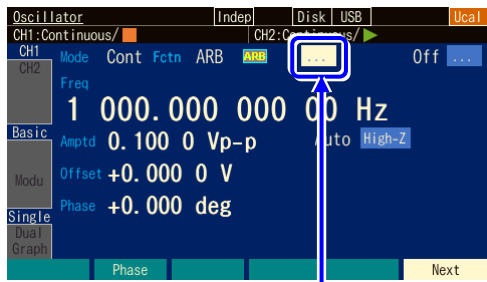 Oscillator Indep Disk USB Ucal
CH1:Continuous/ CH2:Continuous/
CH1 Mode Cont Fctn ARB ARB ... Off ...
CH2
Freq
1 000.000 000 00 Hz
Basic Amptd 0.100 0 Vp-p Auto High-Z
Modu Offset +0.000 0 V
Phase +0.000 deg
Single
Dual
Graph
Phase Next